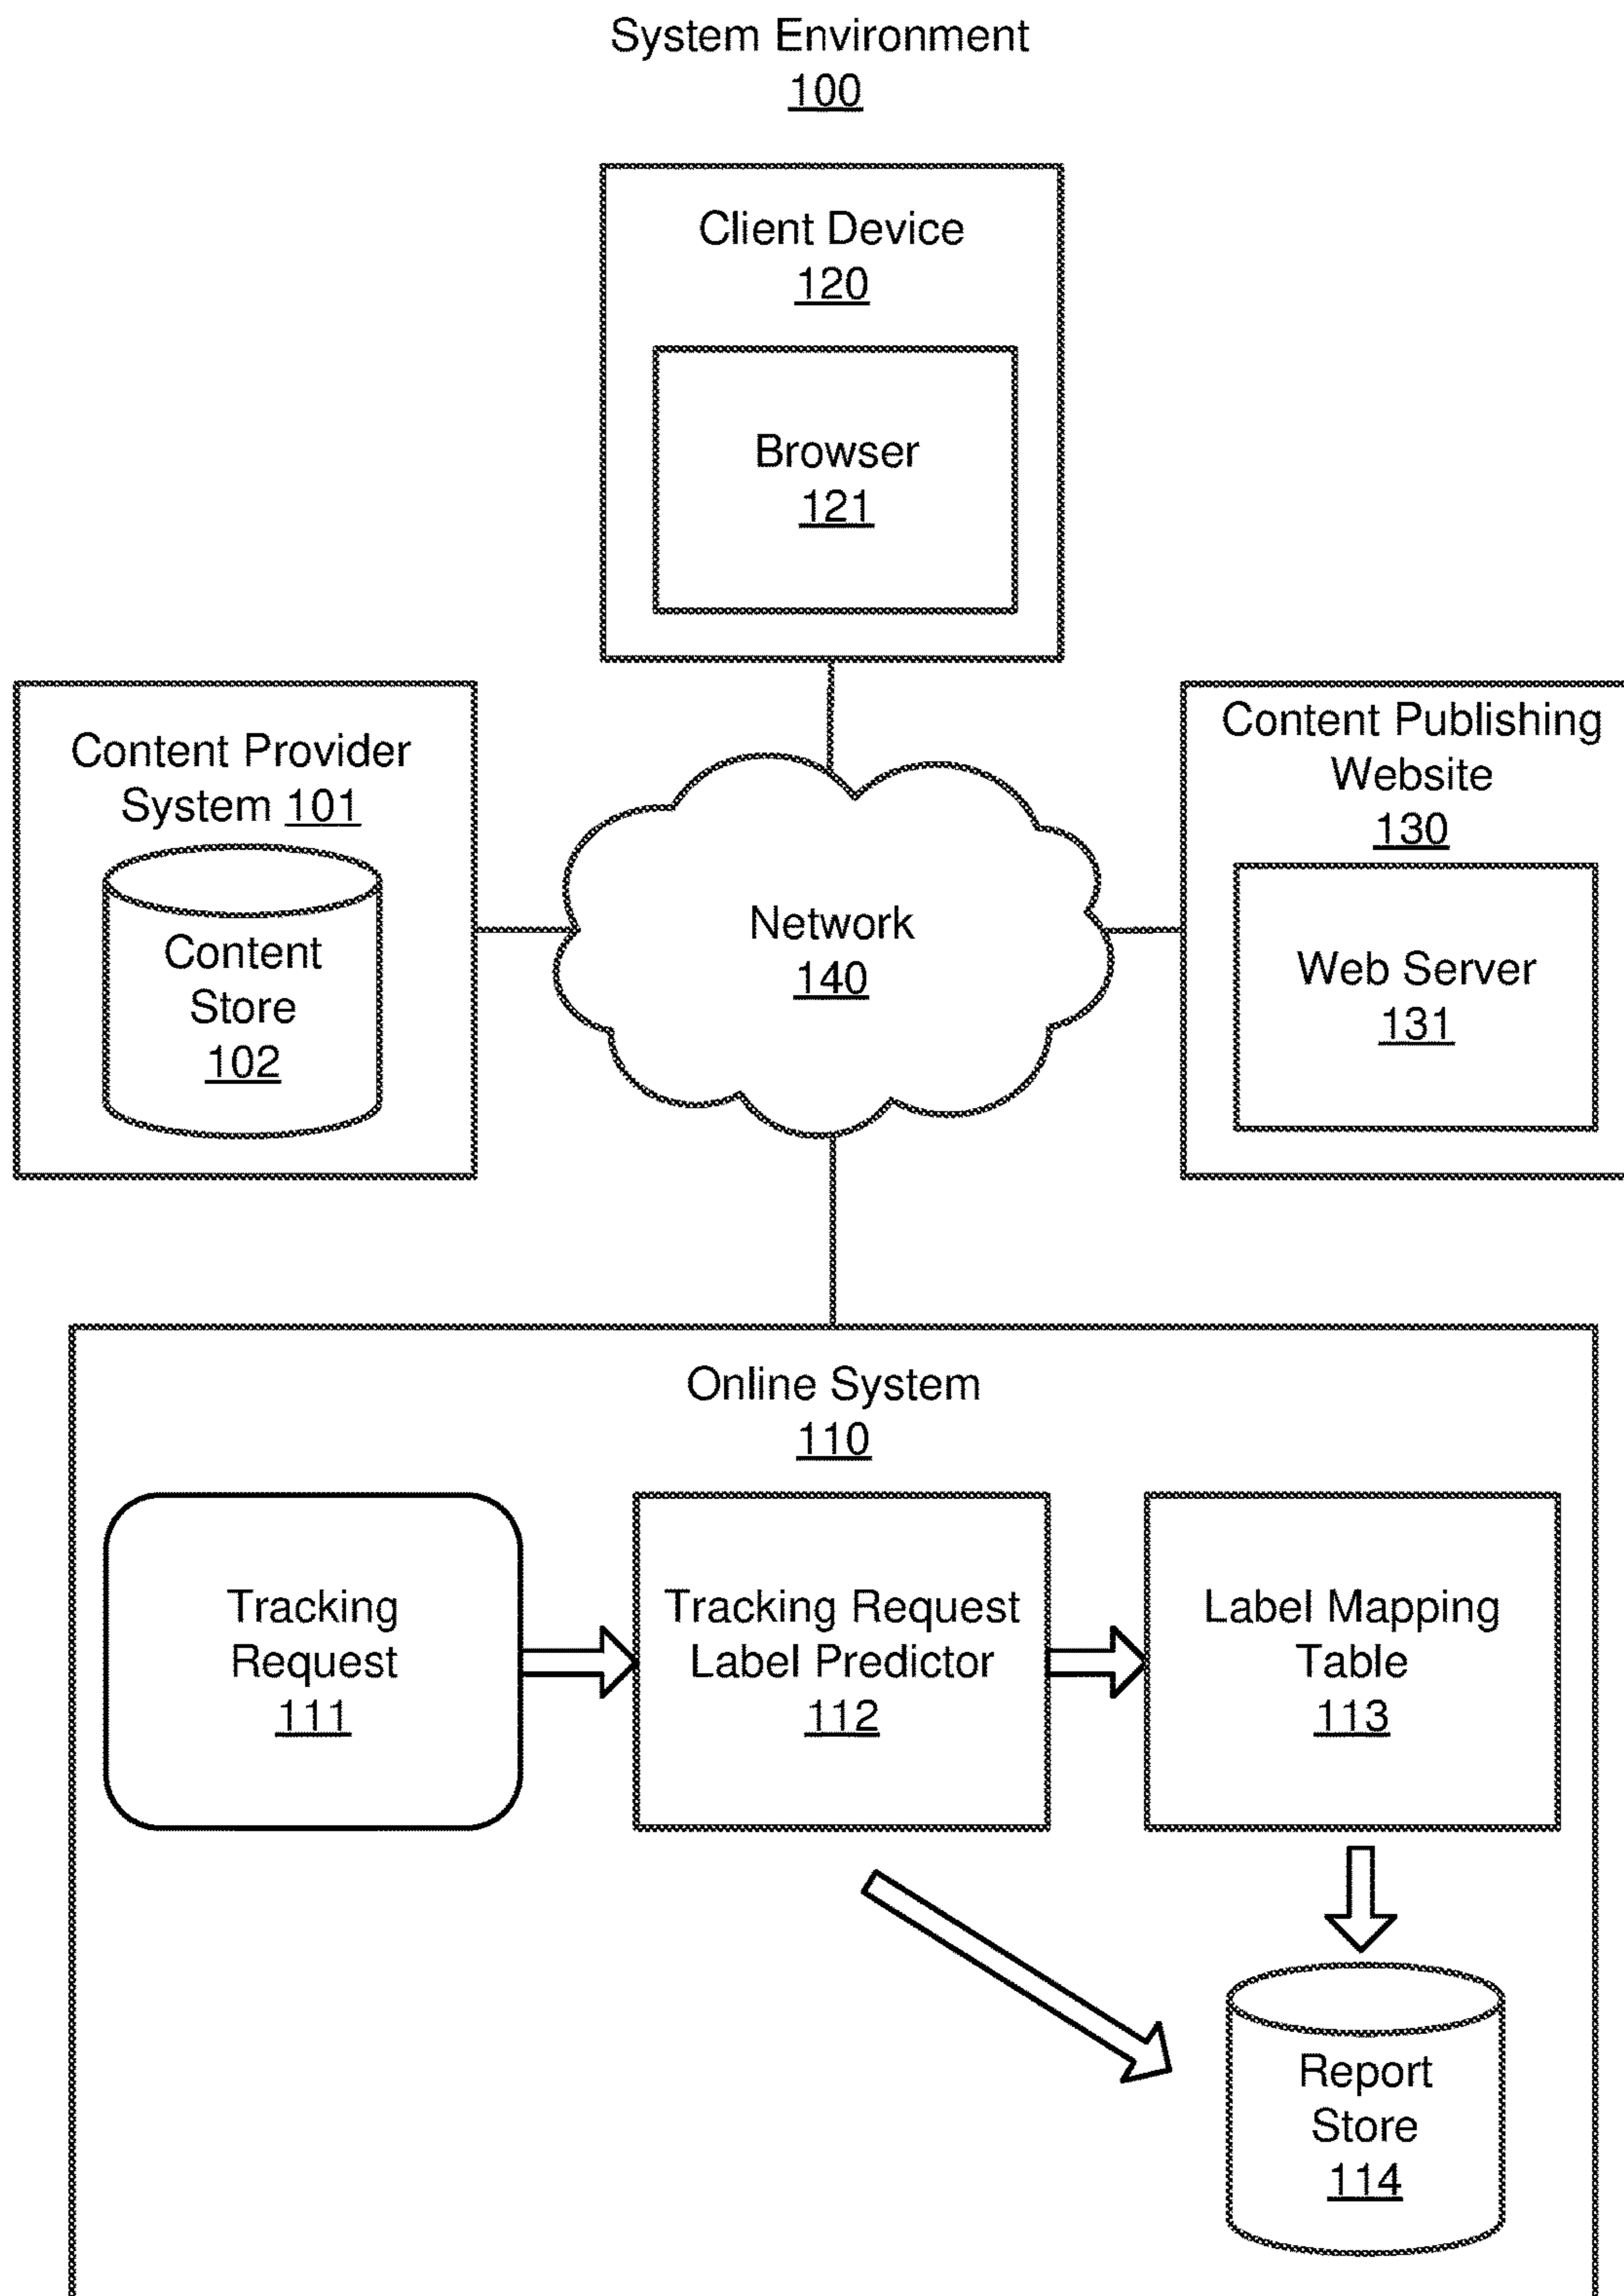 System Environment
100
Client Device
120
Browser
121
Content Provider
System 101
Content
Store
102
Network
140
Content Publishing
Website
130
Web Server
131
Online System
110
Tracking
Request
111
Tracking Request
Label Predictor
112
Label Mapping
Table
113
Report
Store
114